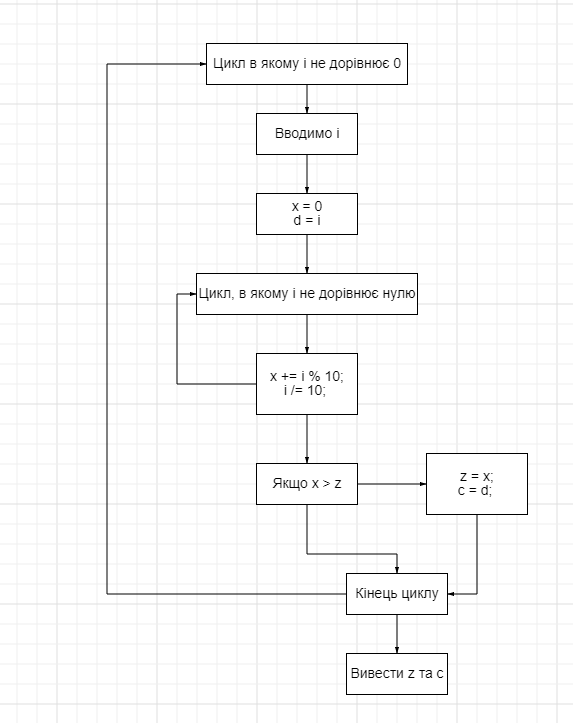 Цикл в якому і не дорівнює 0
Вводимо і
x = 0
d = i
Цикл, в якому і не дорівнює нулю
x += i % 10;
i /= 10;
Якщо x > z
z = x;
c = d;
Кінець циклу
Вивести z та c